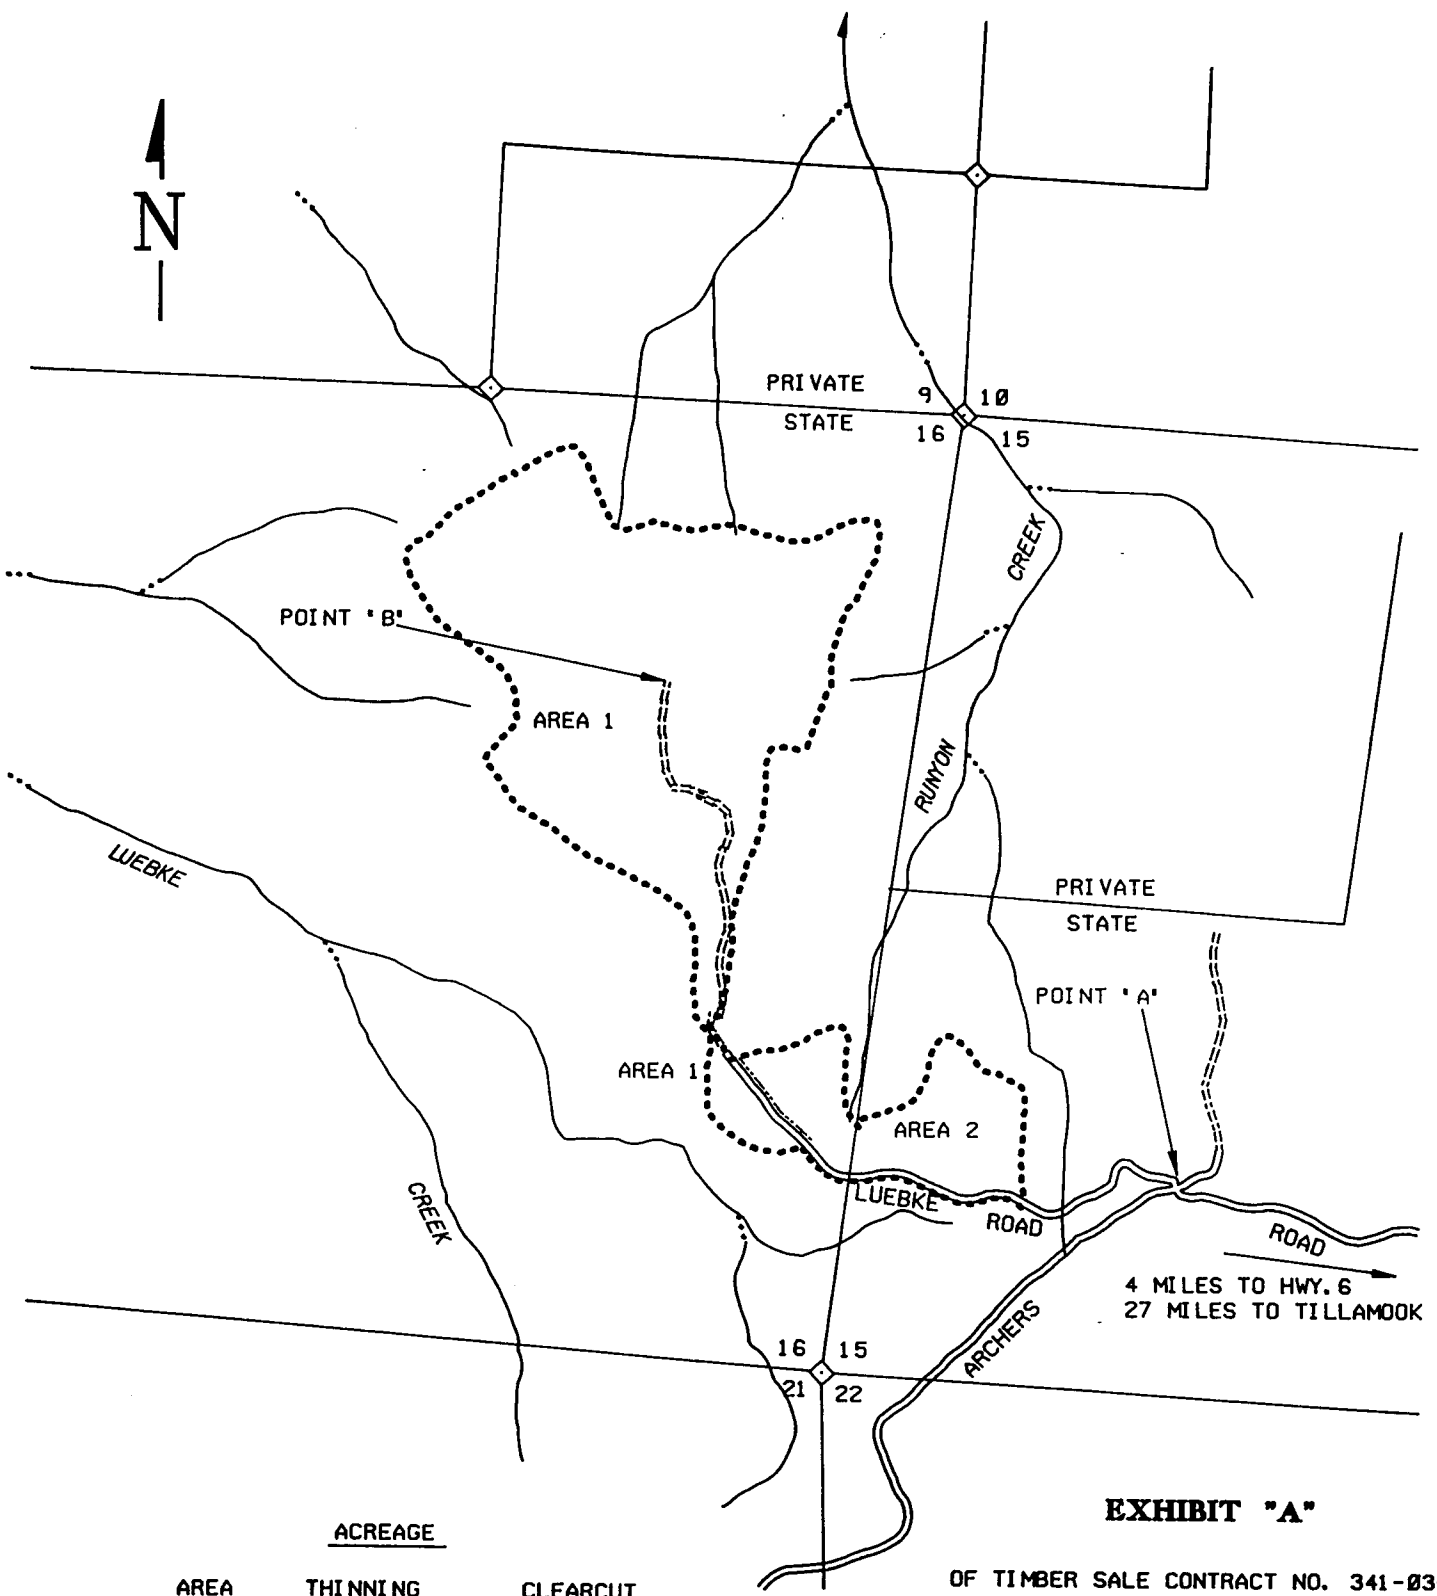 N
PRIVATE
STATE
9 10
16 15
CREEK
POINT "B"
AREA 1
RUNYON
LUEBKE
PRIVATE
STATE
POINT "A"
AREA 1
AREA 2
CREEK
LUEBKE ROAD
ROAD
4 MILES TO HWY. 6
27 MILES TO TILLAMOOK
ARCHERS
16 15
21 22
EXHIBIT "A"
ACREAGE
OF TIMBER SALE CONTRACT NO. 341-03
AREA THINNING CLEARCUT